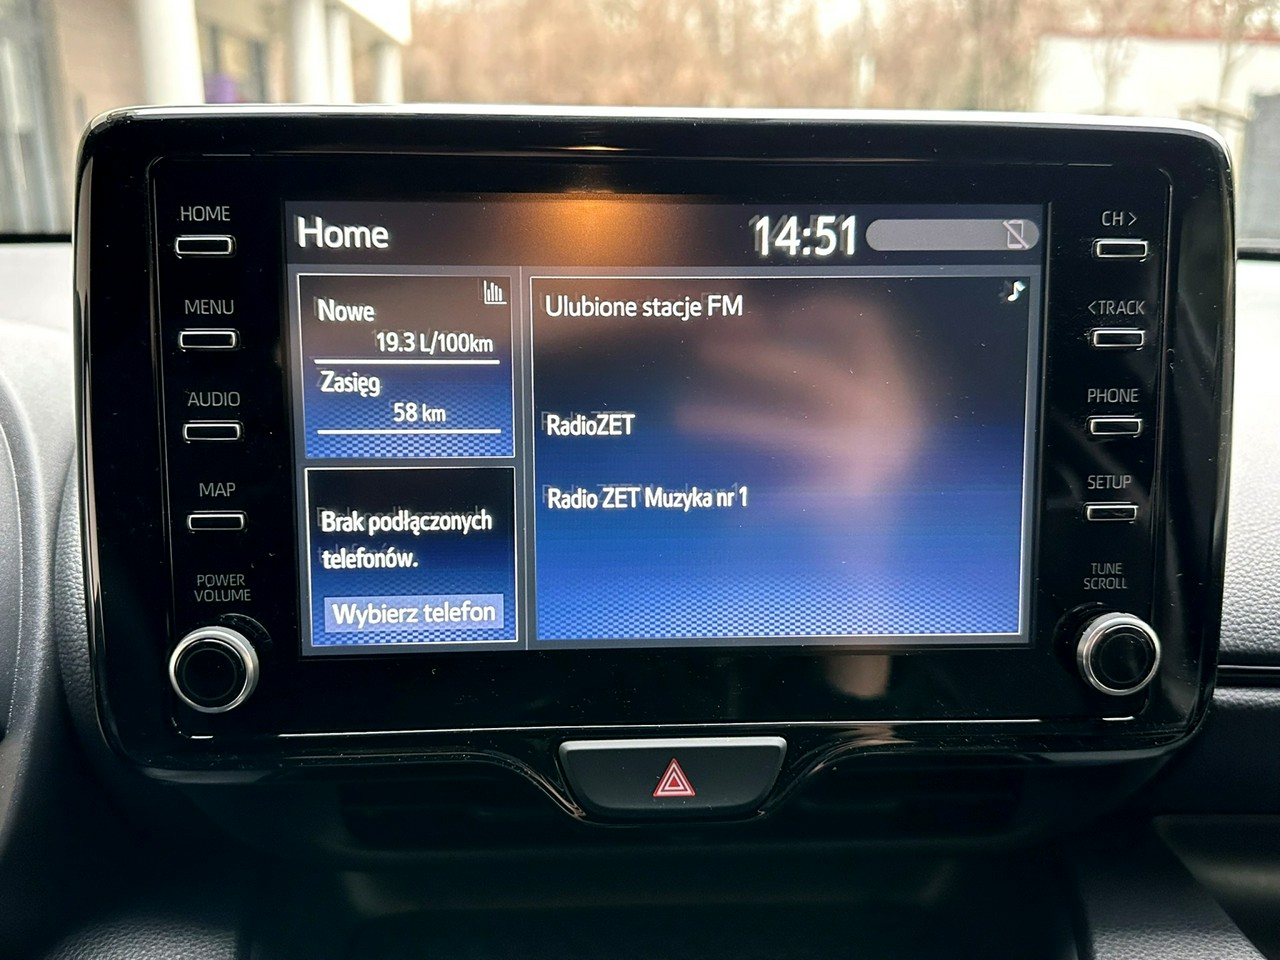 HOME
MENU
AUDIO
MAP
POWER
VOLUME
Home
14:51
Nowe
19.3 L/100km
Zasięg
58 km
Brak podłączonych
telefonów.
Wybierz telefon
Ulubione stacje FM
RadioZET
Radio ZET Muzyka nr 1
CH >
< TRACK
PHONE
SETUP
TUNE
SCROLL